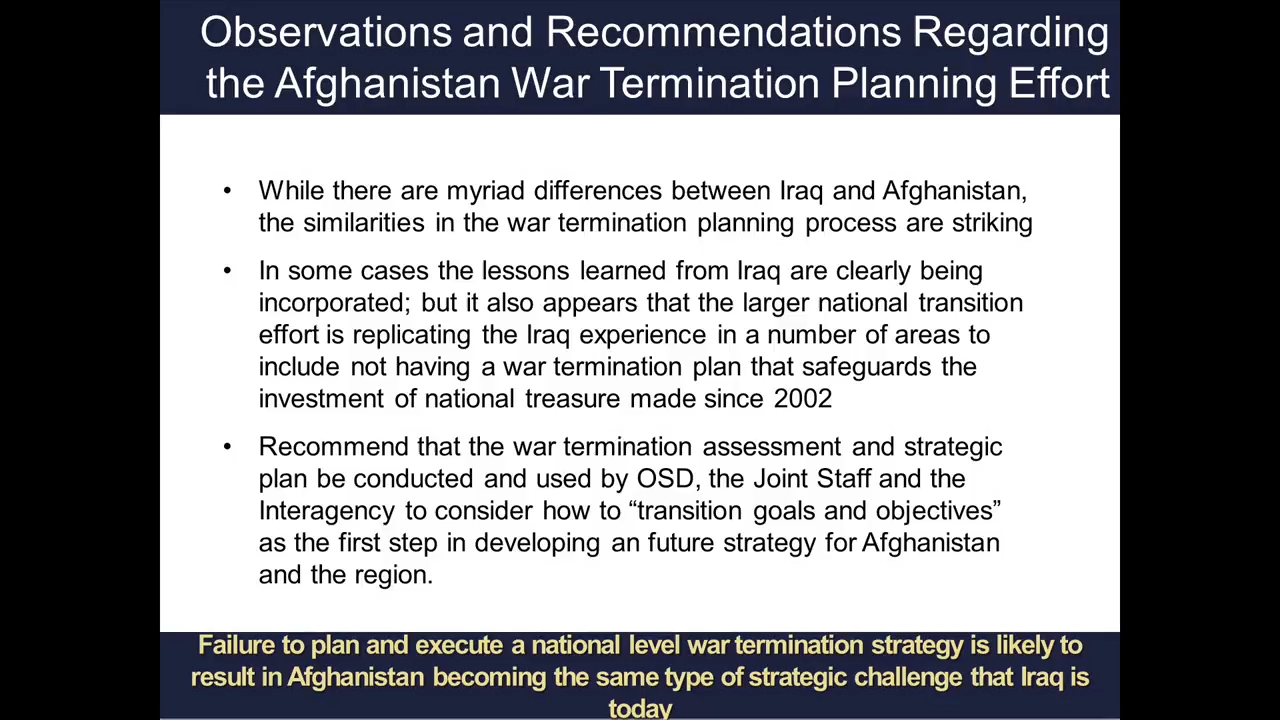 Observations and Recommendations Regarding
the Afghanistan War Termination Planning Effort
• While there are myriad differences between Iraq and Afghanistan,
the similarities in the war termination planning process are striking
• In some cases the lessons learned from Iraq are clearly being
incorporated; but it also appears that the larger national transition
effort is replicating the Iraq experience in a number of areas to
include not having a war termination plan that safeguards the
investment of national treasure made since 2002
• Recommend that the war termination assessment and strategic
plan be conducted and used by OSD, the Joint Staff and the
Interagency to consider how to “transition goals and objectives”
as the first step in developing an future strategy for Afghanistan
and the region.
Failure to plan and execute a national level war termination strategy is likely to
result in Afghanistan becoming the same type of strategic challenge that Iraq is
today